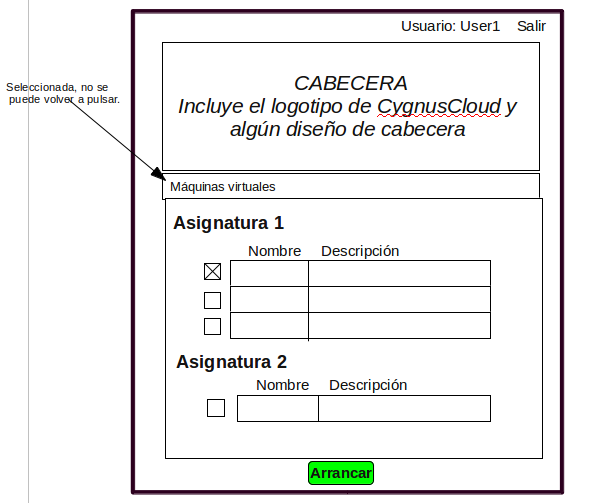 Usuario: User1 Salir
Seleccionada, no se
puede volver a pulsar.
CABECERA
Incluye el logotipo de CygnusCloud y
algún diseño de cabecera
Máquinas virtuales
Asignatura 1
Nombre Descripción
Asignatura 2
Nombre Descripción
Arrancar